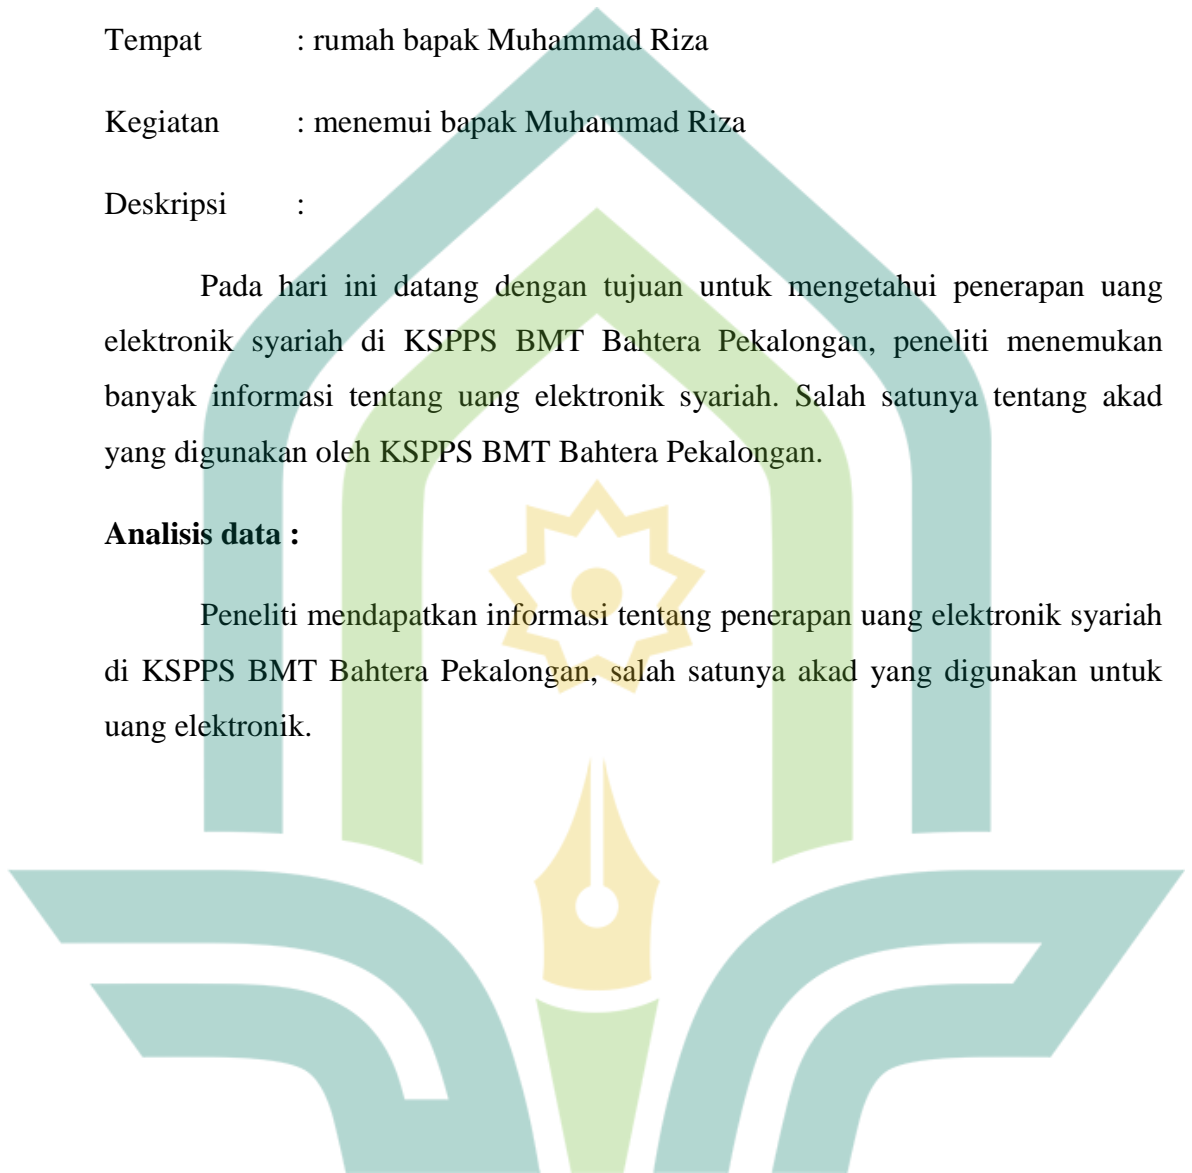 Tempat : rumah bapak Muhammad Riza
Kegiatan : menemui bapak Muhammad Riza
Deskripsi :
Pada hari ini datang dengan tujuan untuk mengetahui penerapan uang
elektronik syariah di KSPPS BMT Bahtera Pekalongan, peneliti menemukan
banyak informasi tentang uang elektronik syariah. Salah satunya tentang akad
yang digunakan oleh KSPPS BMT Bahtera Pekalongan.
Analisis data :
Peneliti mendapatkan informasi tentang penerapan uang elektronik syariah
di KSPPS BMT Bahtera Pekalongan, salah satunya akad yang digunakan untuk
uang elektronik.